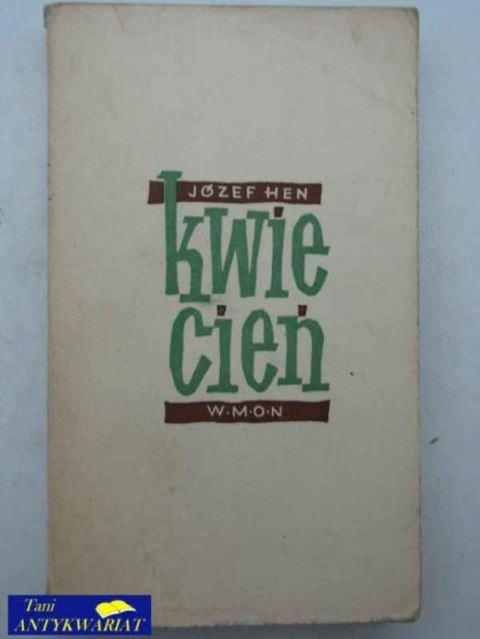 JÓZEF HEN
kwie
cień
W·M·O·N
Tani
ANTYKWARIAT